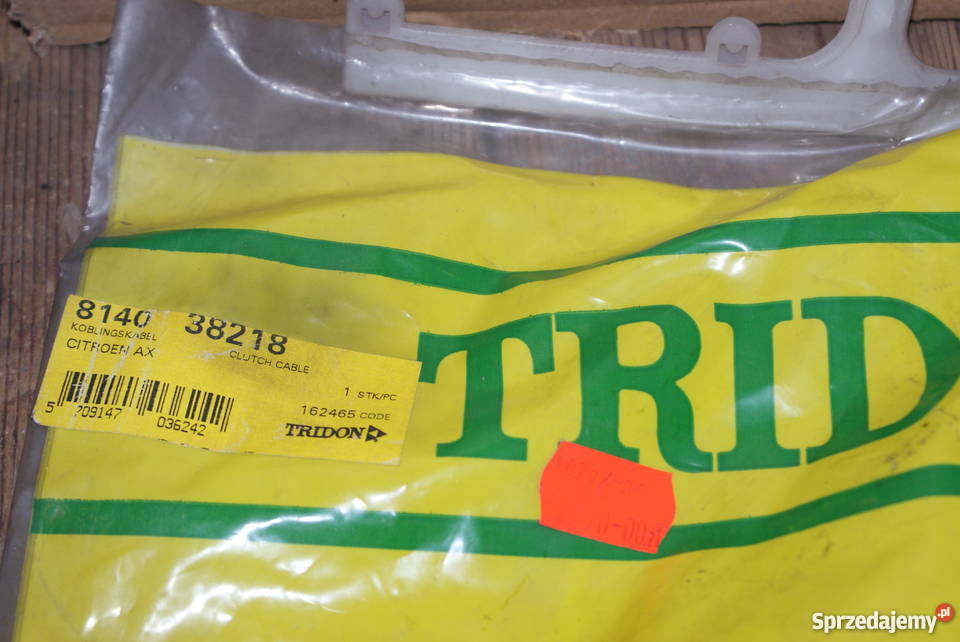 8140 38218
KOBLINGSKABEL CLUTCH CABLE
CITROEN AX
1 STK/PC
5 709147 036242
162465 CODE
TRIDON
TRID
Sprzedajemy.pl